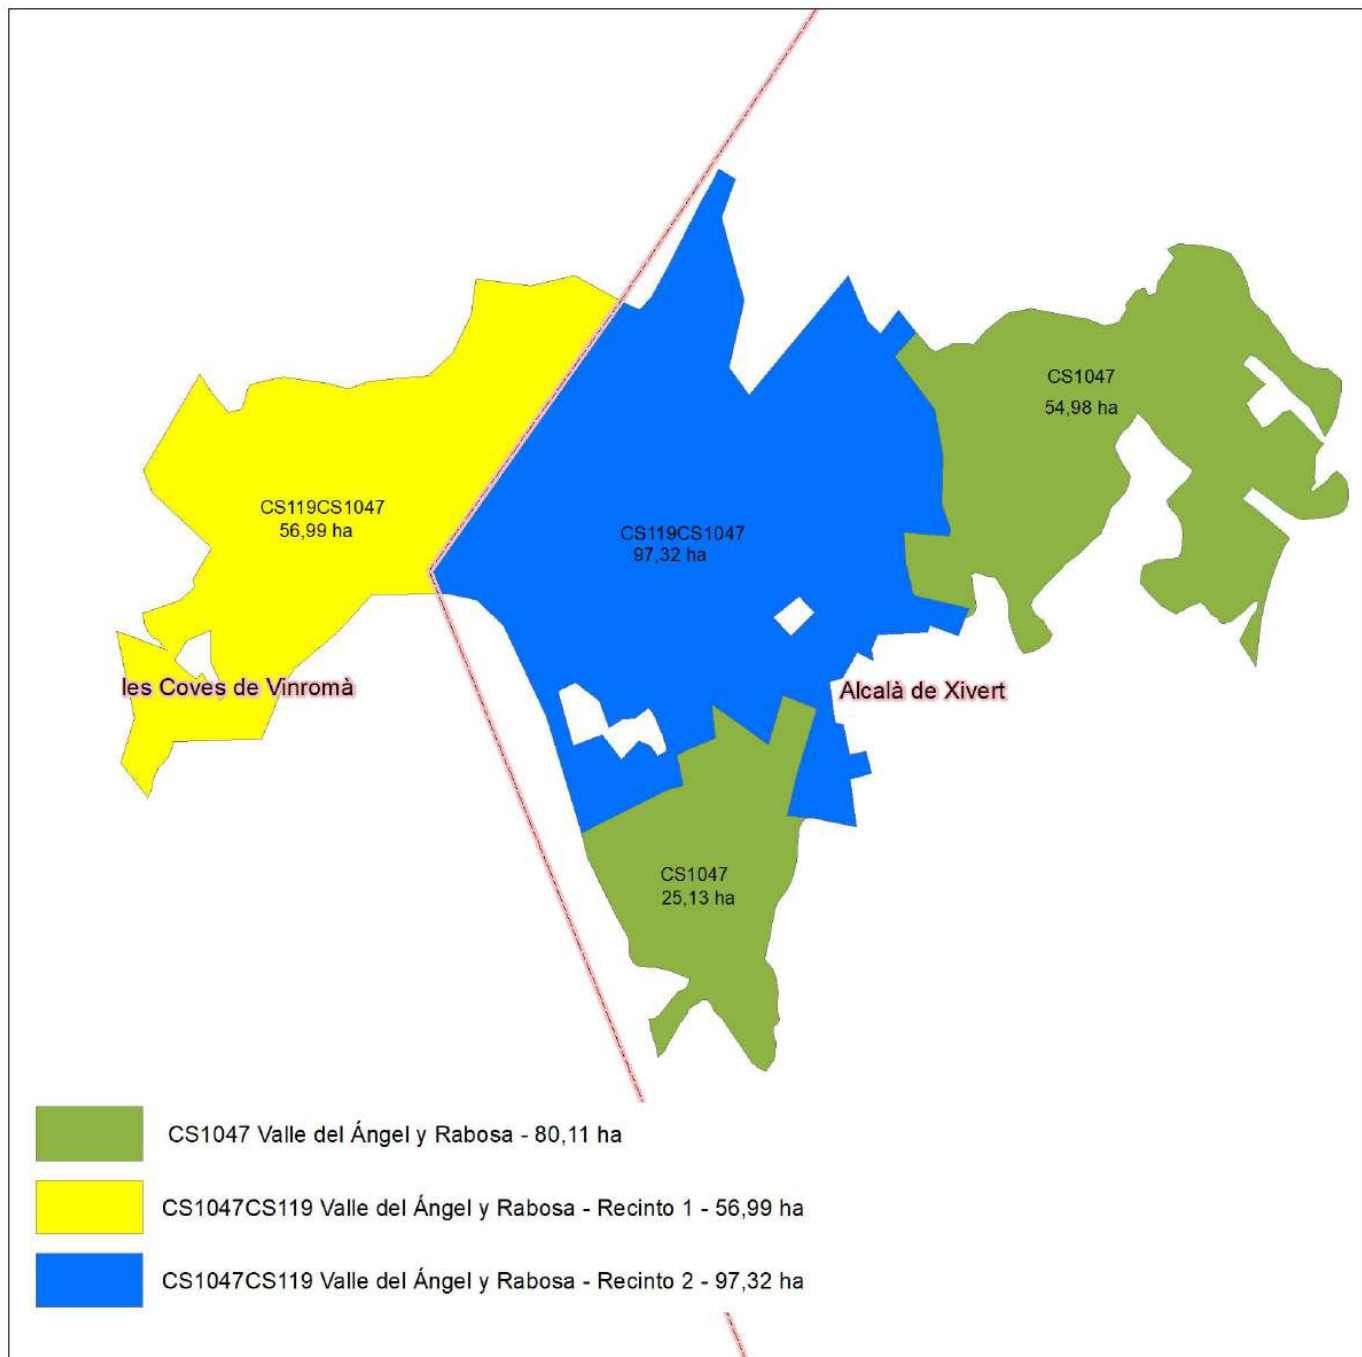 CS1047
54,98 ha
CS119CS1047
56,99 ha
CS119CS1047
97,32 ha
les Coves de Vinromà
Alcalà de Xivert
CS1047
25,13 ha
CS1047 Valle del Ángel y Rabosa - 80,11 ha
CS1047CS119 Valle del Ángel y Rabosa - Recinto 1 - 56,99 ha
CS1047CS119 Valle del Ángel y Rabosa - Recinto 2 - 97,32 ha